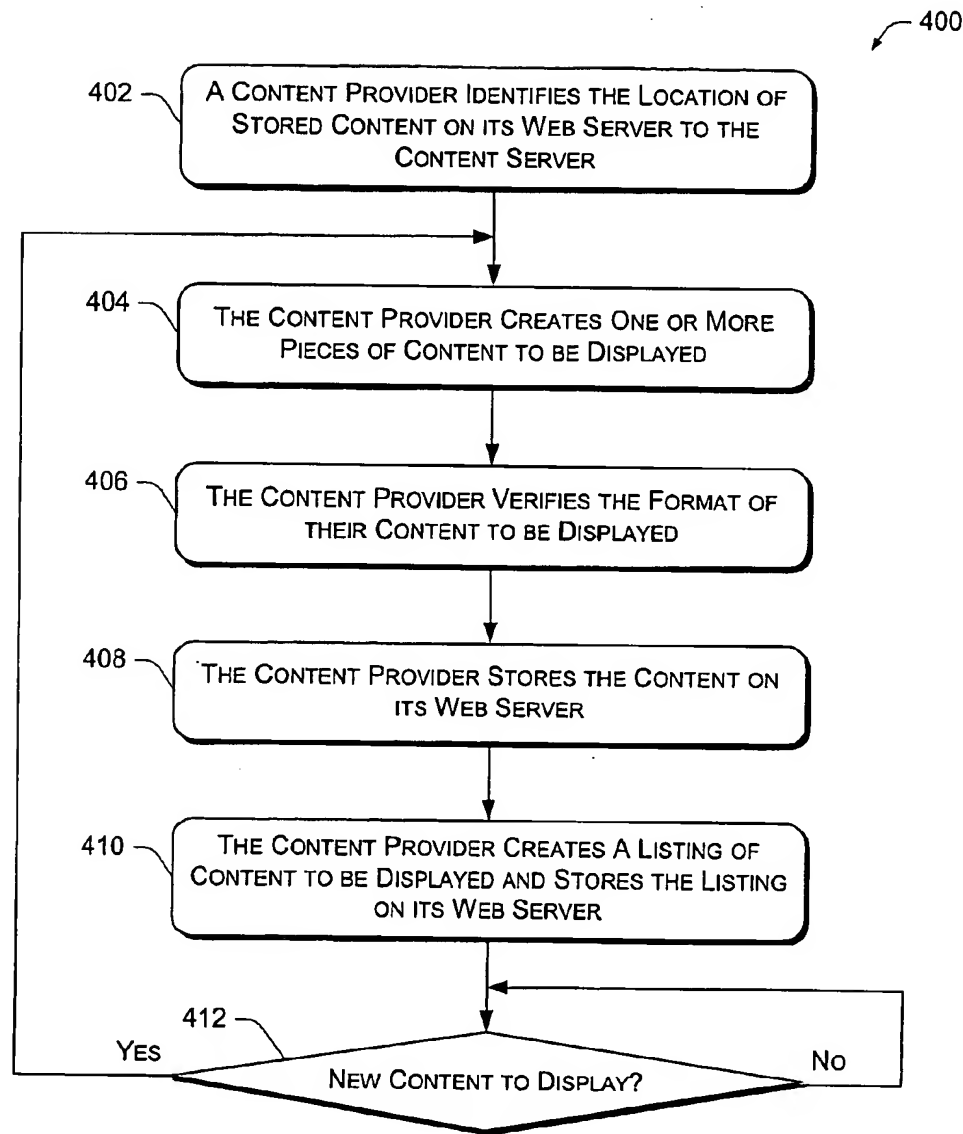 400
402
A CONTENT PROVIDER IDENTIFIES THE LOCATION OF
STORED CONTENT ON ITS WEB SERVER TO THE
CONTENT SERVER
404
THE CONTENT PROVIDER CREATES ONE OR MORE
PIECES OF CONTENT TO BE DISPLAYED
406
THE CONTENT PROVIDER VERIFIES THE FORMAT OF
THEIR CONTENT TO BE DISPLAYED
408
THE CONTENT PROVIDER STORES THE CONTENT ON
ITS WEB SERVER
410
THE CONTENT PROVIDER CREATES A LISTING OF
CONTENT TO BE DISPLAYED AND STORES THE LISTING
ON ITS WEB SERVER
412
YES
NEW CONTENT TO DISPLAY?
NO